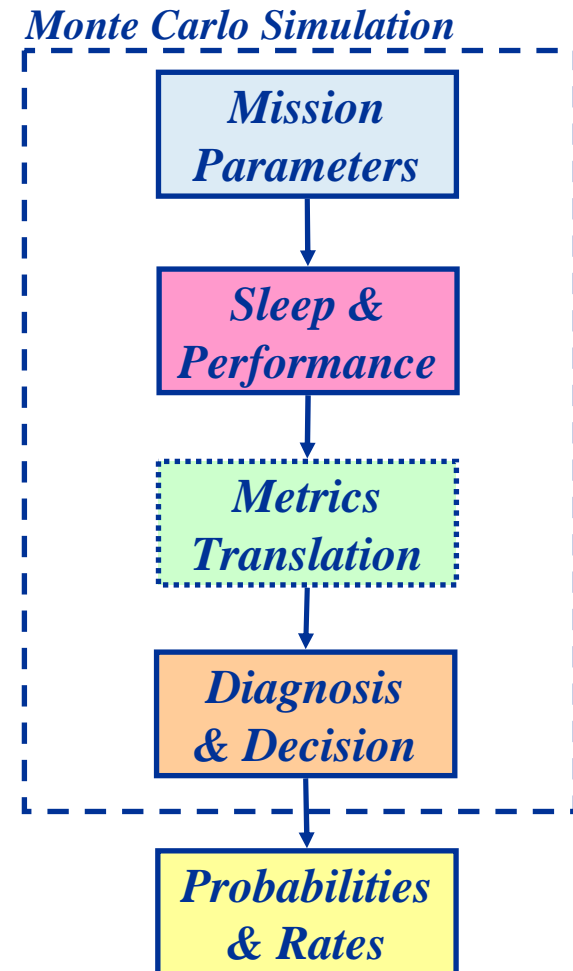 Monte Carlo Simulation
Mission
Parameters
Sleep &
Performance
Metrics
Translation
Diagnosis
& Decision
Probabilities
& Rates